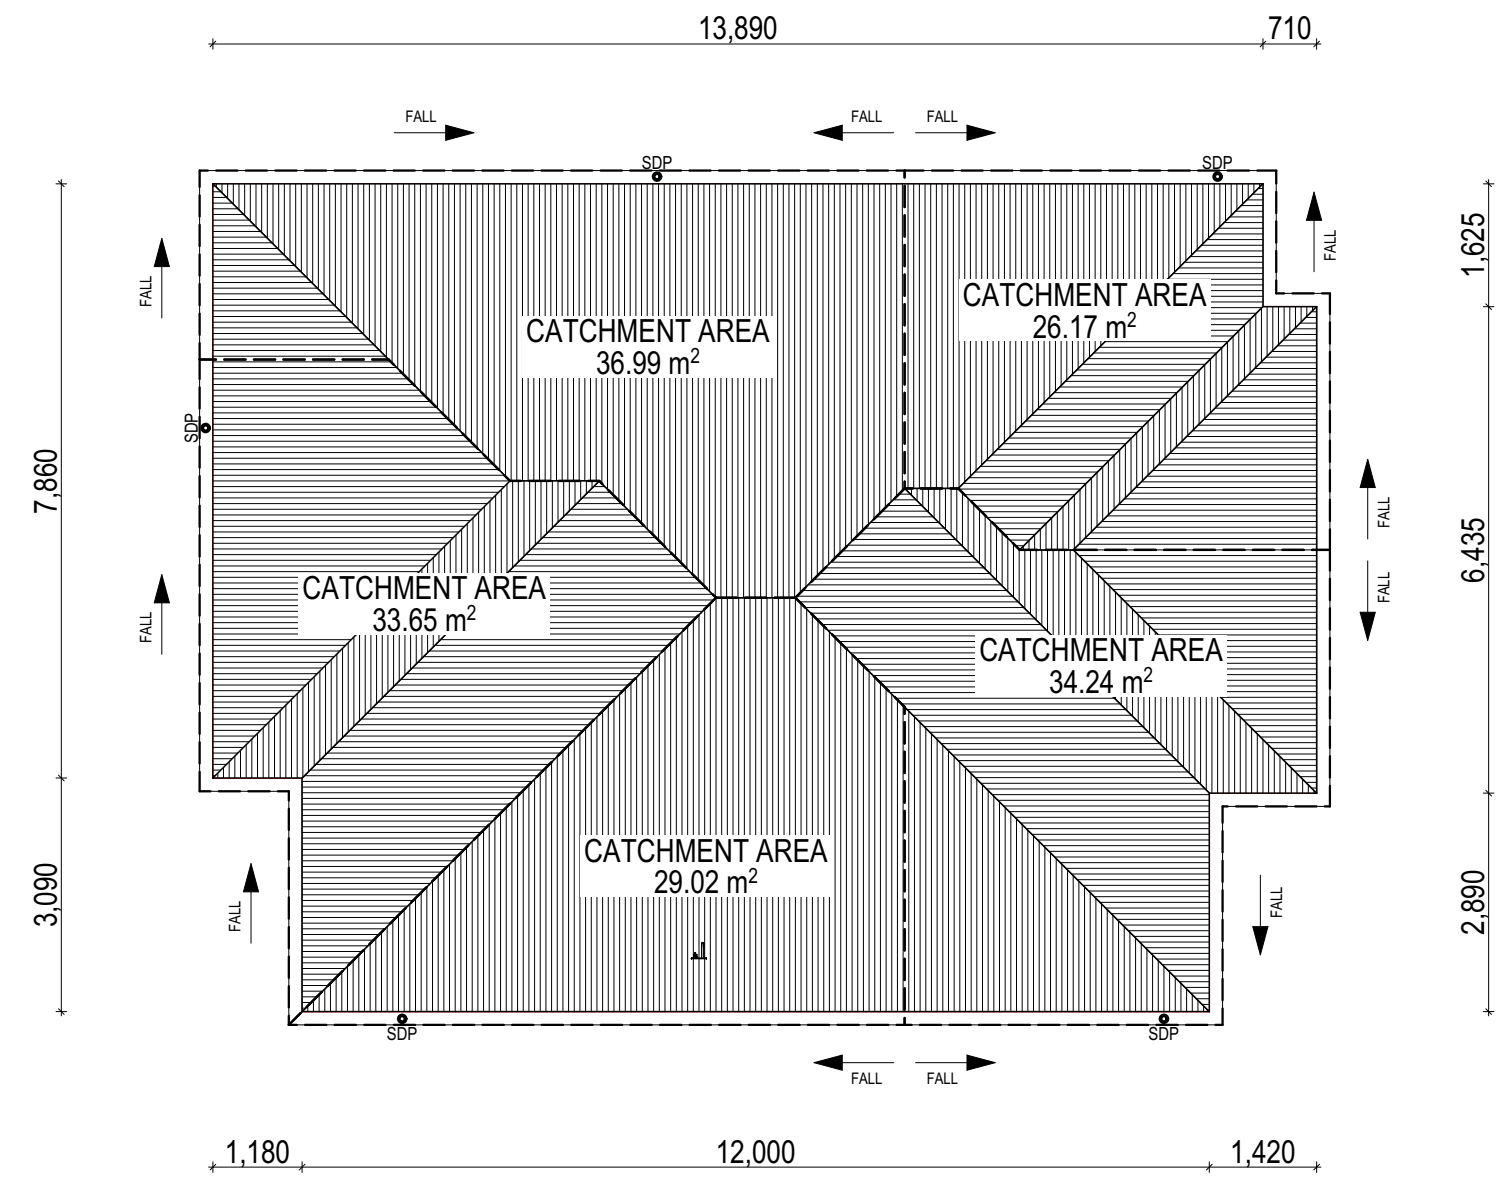 13,890
710
FALL
FALL
FALL
SDP
SDP
1,625
FALL
FALL
CATCHMENT AREA
26.17 m²
CATCHMENT AREA
36.99 m²
SDP
7,860
FALL
6,435
FALL
CATCHMENT AREA
33.65 m²
FALL
CATCHMENT AREA
34.24 m²
CATCHMENT AREA
29.02 m²
3,090
FALL
FALL
2,890
SDP
SDP
FALL
FALL
1,180
12,000
1,420